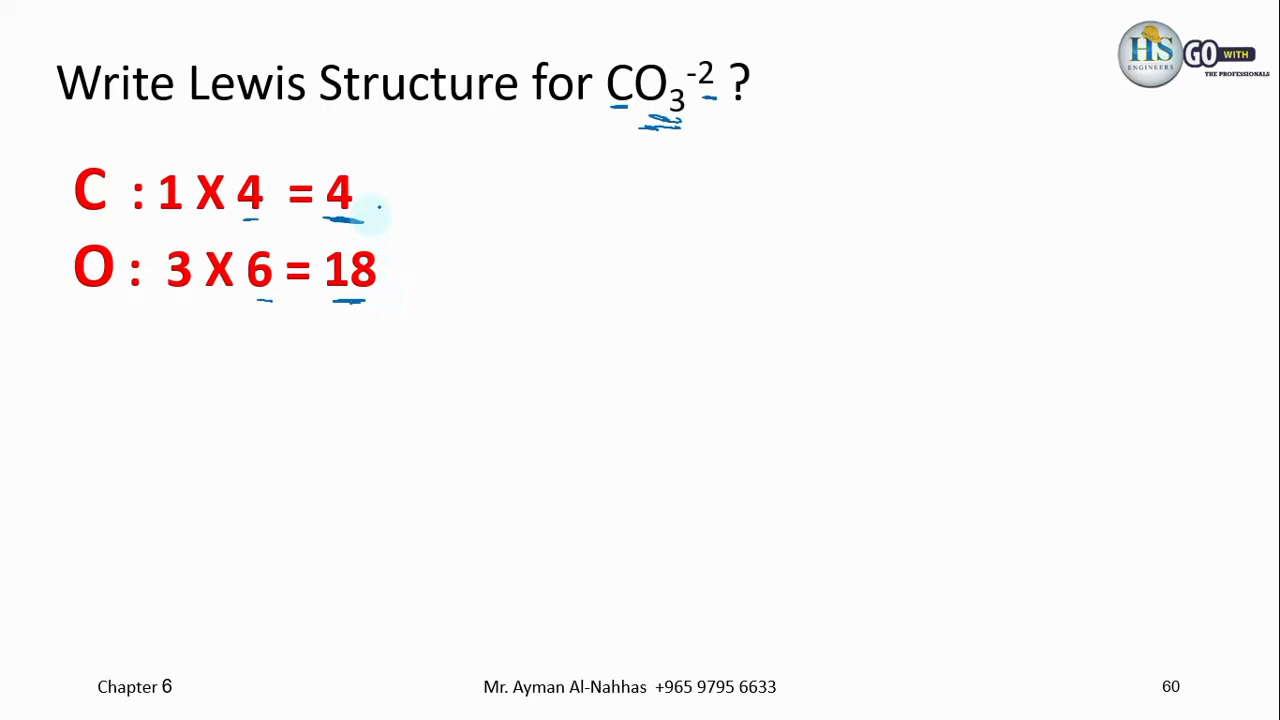 HS
ENGINEERS
GO WITH
THE PROFESSIONALS
Write Lewis Structure for CO₃⁻² ?
C : 1 X 4 = 4
O : 3 X 6 = 18
Chapter 6
Mr. Ayman Al-Nahhas +965 9795 6633
60